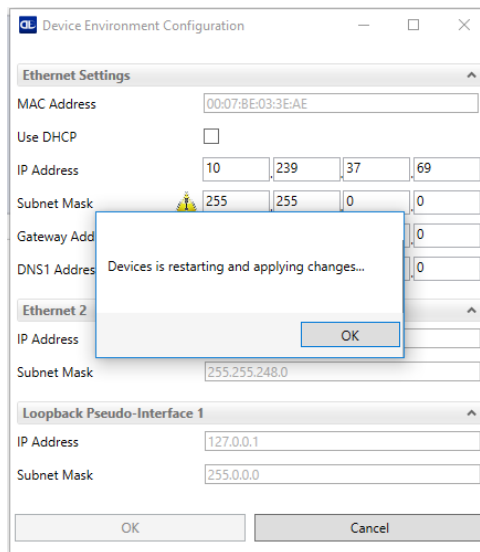 Device Environment Configuration
Ethernet Settings
MAC Address 00:07:BE:03:3E:AE
Use DHCP
IP Address 10 . 239 . 37 . 69
Subnet Mask 255 . 255 . 0 . 0
Gateway Add . 0
DNS1 Addres . 0
Devices is restarting and applying changes...
OK
Ethernet 2
IP Address
Subnet Mask 255.255.248.0
Loopback Pseudo-Interface 1
IP Address 127.0.0.1
Subnet Mask 255.0.0.0
OK Cancel